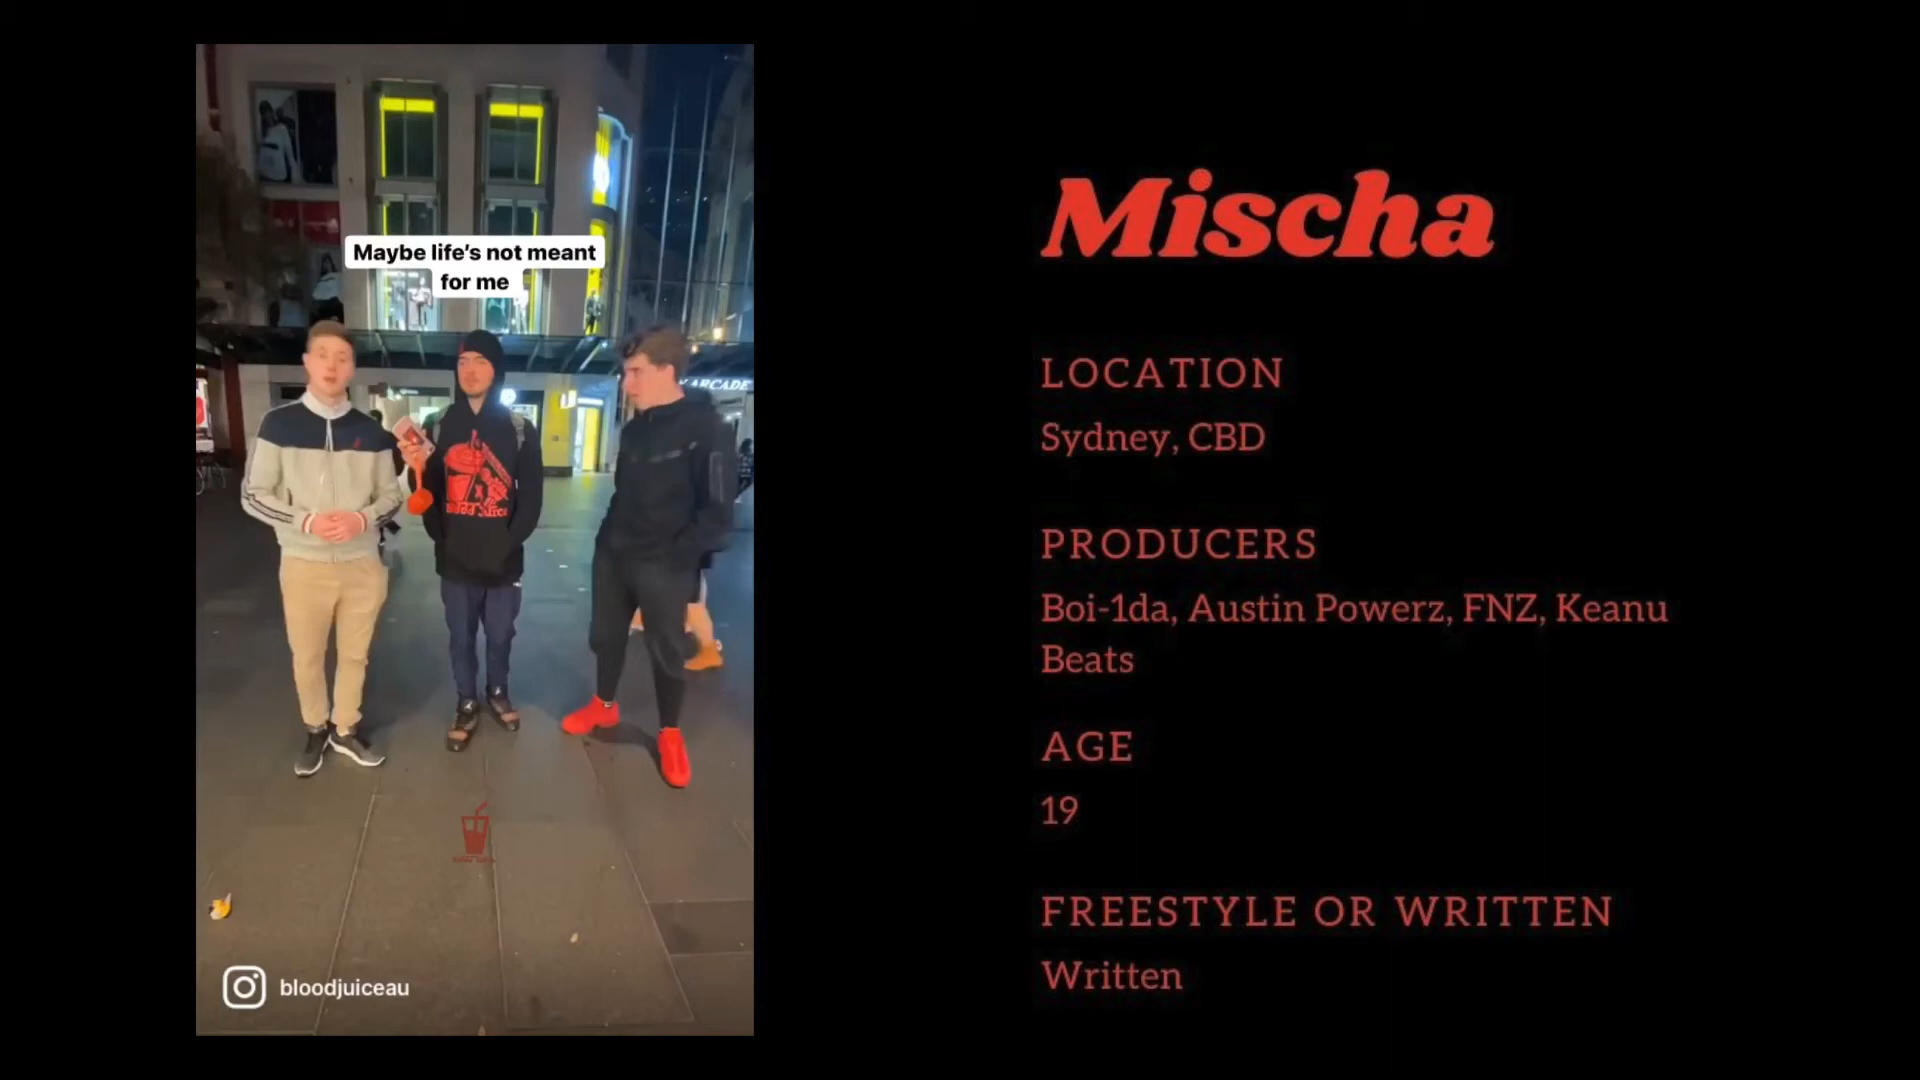 Maybe life's not meant
for me
ARCADE
bloodjuiceau
Mischa
LOCATION
Sydney, CBD
PRODUCERS
Boi-1da, Austin Powerz, FNZ, Keanu
Beats
AGE
19
FREESTYLE OR WRITTEN
Written